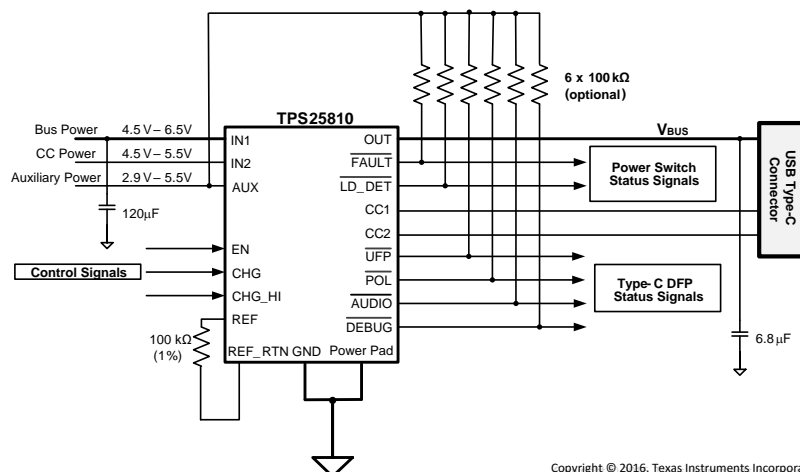 6 x 100 kΩ
(optional)
TPS25810
Bus Power 4.5 V – 6.5V
CC Power 4.5 V – 5.5V
Auxiliary Power 2.9 V – 5.5V
120µF
IN1
IN2
AUX
EN
CHG
CHG_HI
REF
REF_RTN GND Power Pad
OUT
FAULT
LD_DET
CC1
CC2
UFP
POL
AUDIO
DEBUG
Control Signals
100 kΩ
(1%)
VBUS
Power Switch
Status Signals
Type-C DFP
Status Signals
USB Type-C
Connector
6.8 µF
Copyright © 2016, Texas Instruments Incorpora